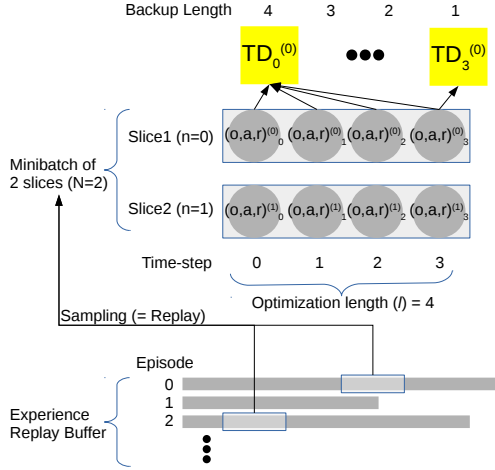 Backup Length 4 3 2 1
TD₀⁽⁰⁾ ●●● TD₃⁽⁰⁾
Slice1 (n=0) (o,a,r)⁽⁰⁾₀ (o,a,r)⁽⁰⁾₁ (o,a,r)⁽⁰⁾₂ (o,a,r)⁽⁰⁾₃
Minibatch of
2 slices (N=2)
Slice2 (n=1) (o,a,r)⁽¹⁾₀ (o,a,r)⁽¹⁾₁ (o,a,r)⁽¹⁾₂ (o,a,r)⁽¹⁾₃
Time-step 0 1 2 3
Optimization length (l) = 4
Sampling (= Replay)
Episode
0
1
2
Experience
Replay Buffer